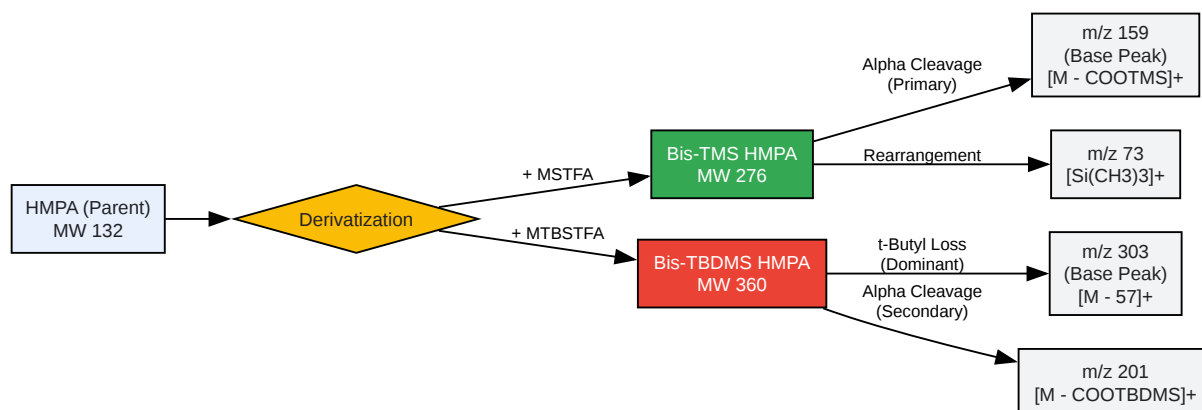 HMPA (Parent)
MW 132
Derivatization
+ MSTFA
+ MTBSTFA
Bis-TMS HMPA
MW 276
Bis-TBDMS HMPA
MW 360
Alpha Cleavage
(Primary)
Rearrangement
t-Butyl Loss
(Dominant)
Alpha Cleavage
(Secondary)
m/z 159
(Base Peak)
[M - COOTMS]+
m/z 73
[Si(CH3)3]+
m/z 303
(Base Peak)
[M - 57]+
m/z 201
[M - COOTBDMS]+